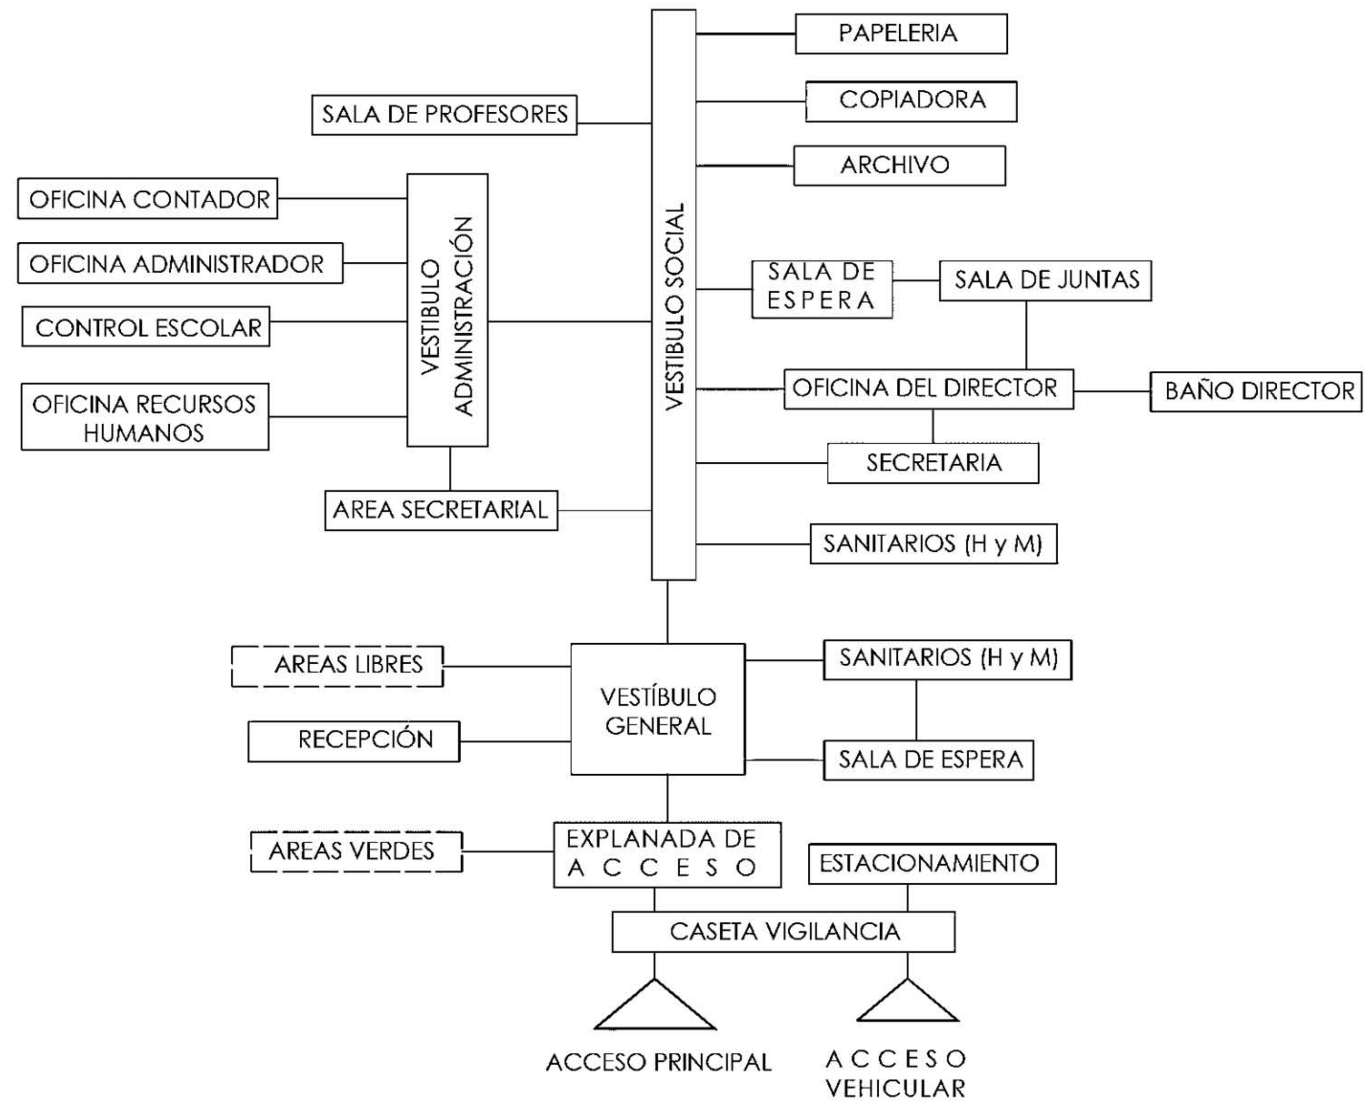 PAPELERIA
COPIADORA
SALA DE PROFESORES
ARCHIVO
OFICINA CONTADOR
OFICINA ADMINISTRADOR
CONTROL ESCOLAR
OFICINA RECURSOS
HUMANOS
VESTIBULO
ADMINISTRACIÓN
AREA SECRETARIAL
VESTIBULO SOCIAL
SALA DE
ESPERA
SALA DE JUNTAS
OFICINA DEL DIRECTOR
BAÑO DIRECTOR
SECRETARIA
SANITARIOS (H y M)
AREAS LIBRES
RECEPCIÓN
VESTÍBULO
GENERAL
SANITARIOS (H y M)
SALA DE ESPERA
AREAS VERDES
EXPLANADA DE
ACCESO
ESTACIONAMIENTO
CASETA VIGILANCIA
ACCESO PRINCIPAL
ACCESO
VEHICULAR